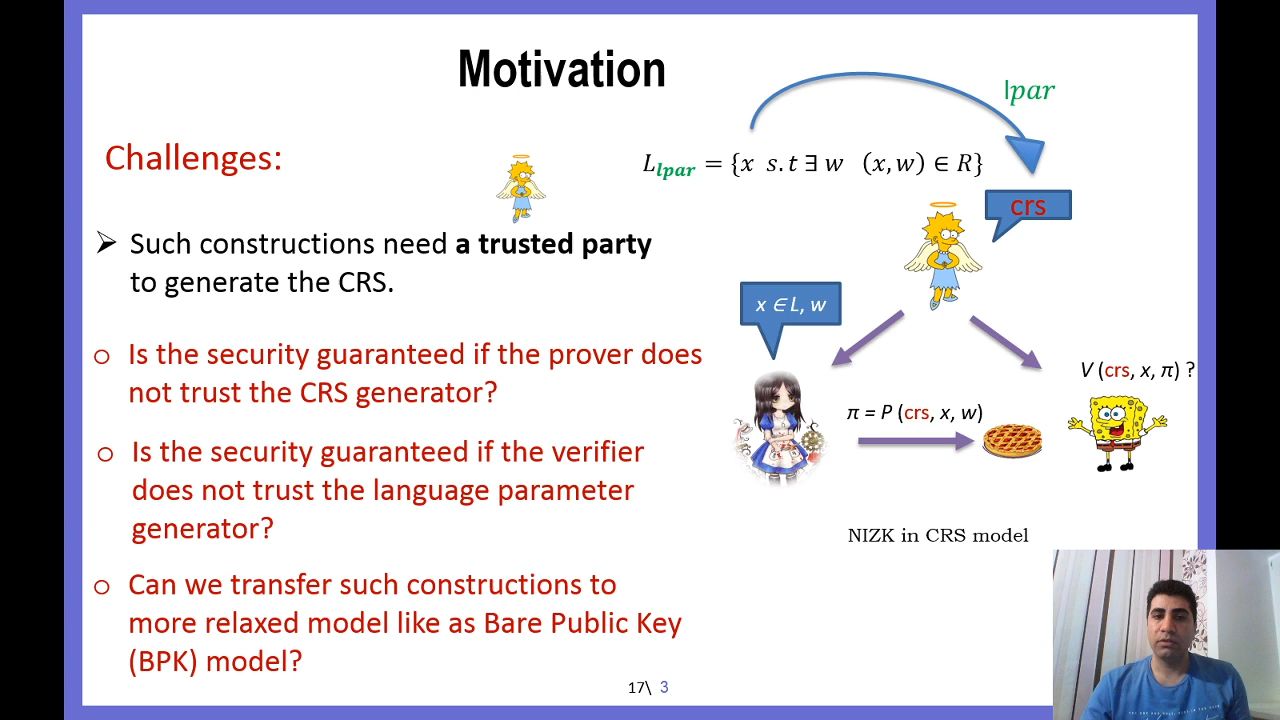 Motivation
lpar
Challenges:
L_lpar = {x s.t ∃ w (x, w) ∈ R}
crs
➢ Such constructions need a trusted party
to generate the CRS.
x ∈ L, w
o Is the security guaranteed if the prover does
not trust the CRS generator?
V (crs, x, π) ?
π = P (crs, x, w)
o Is the security guaranteed if the verifier
does not trust the language parameter
generator?
NIZK in CRS model
o Can we transfer such constructions to
more relaxed model like as Bare Public Key
(BPK) model?
17\ 3